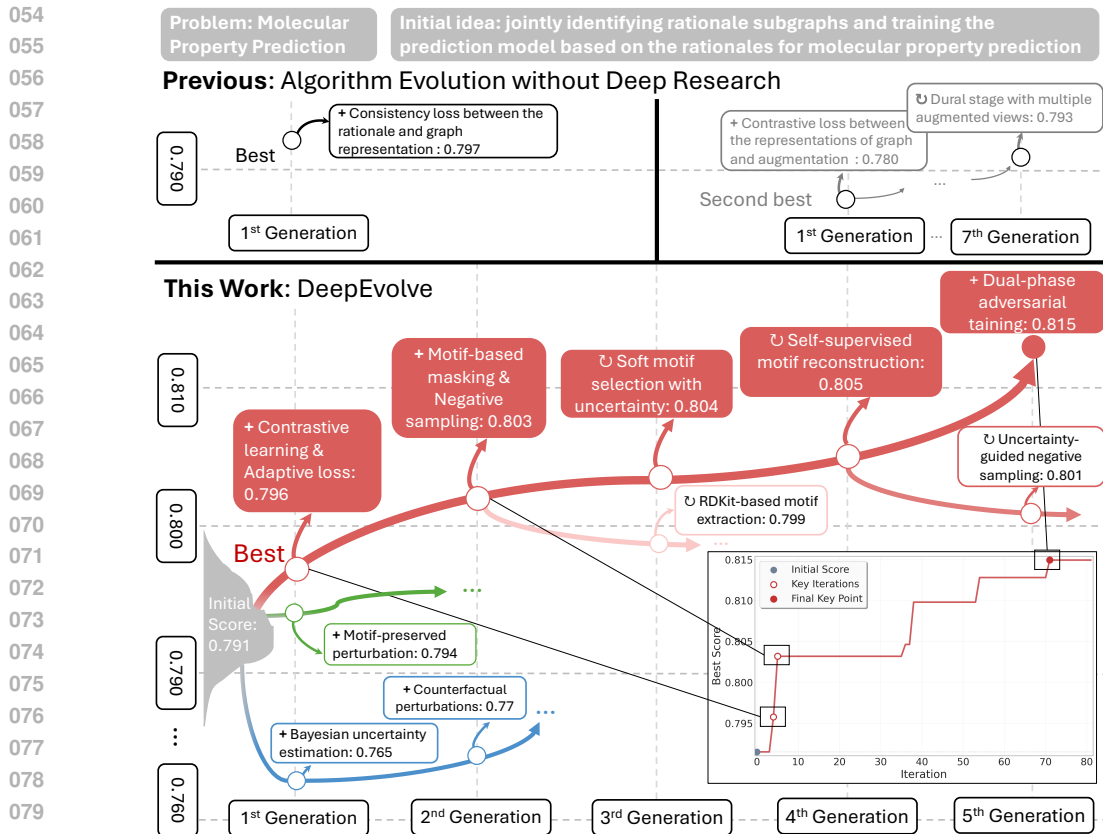 054
055
056
057
058
059
060
061
062
063
064
065
066
067
068
069
070
071
072
073
074
075
076
077
078
079
Problem: Molecular
Property Prediction
Initial idea: jointly identifying rationale subgraphs and training the
prediction model based on the rationales for molecular property prediction
Previous: Algorithm Evolution without Deep Research
0.790
Best
+ Consistency loss between the
rationale and graph
representation : 0.797
1st Generation
+ Contrastive loss between
the representations of graph
and augmentation : 0.780
↻ Dural stage with multiple
augmented views: 0.793
...
Second best
1st Generation
...
7th Generation
This Work: DeepEvolve
0.810
0.800
0.790
...
0.760
Initial
Score:
0.791
Best
+ Contrastive
learning &
Adaptive loss:
0.796
+ Motif-based
masking &
Negative
sampling: 0.803
↻ Soft motif
selection with
uncertainty: 0.804
↻ Self-supervised
motif reconstruction:
0.805
+ Dual-phase
adversarial
taining: 0.815
↻ Uncertainty-
guided negative
sampling: 0.801
↻ RDKit-based motif
extraction: 0.799
...
...
+ Motif-preserved
perturbation: 0.794
+ Counterfactual
perturbations: 0.77
...
+ Bayesian uncertainty
estimation: 0.765
1st Generation
2nd Generation
3rd Generation
4th Generation
5th Generation
Initial Score
Key Iterations
Final Key Point
Best Score
0.815
0.810
0.805
0.800
0.795
0
10
20
30
40
50
60
70
80
Iteration